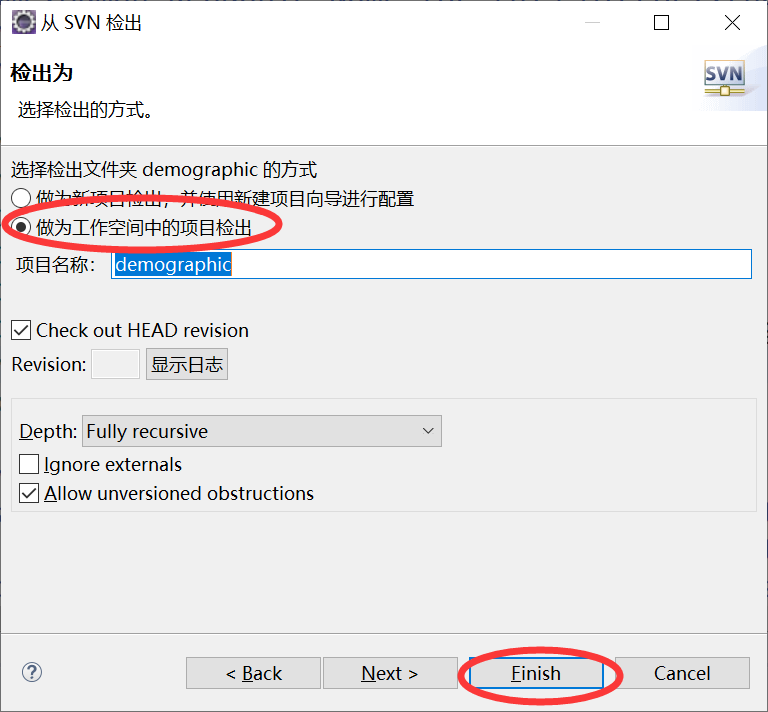 从 SVN 检出
检出为
选择检出的方式。
SVN
选择检出文件夹 demographic 的方式
做为新项目检出，并使用新建项目向导进行配置
做为工作空间中的项目检出
项目名称： demographic
Check out HEAD revision
Revision: 显示日志
Depth: Fully recursive
Ignore externals
Allow unversioned obstructions
? < Back Next > Finish Cancel